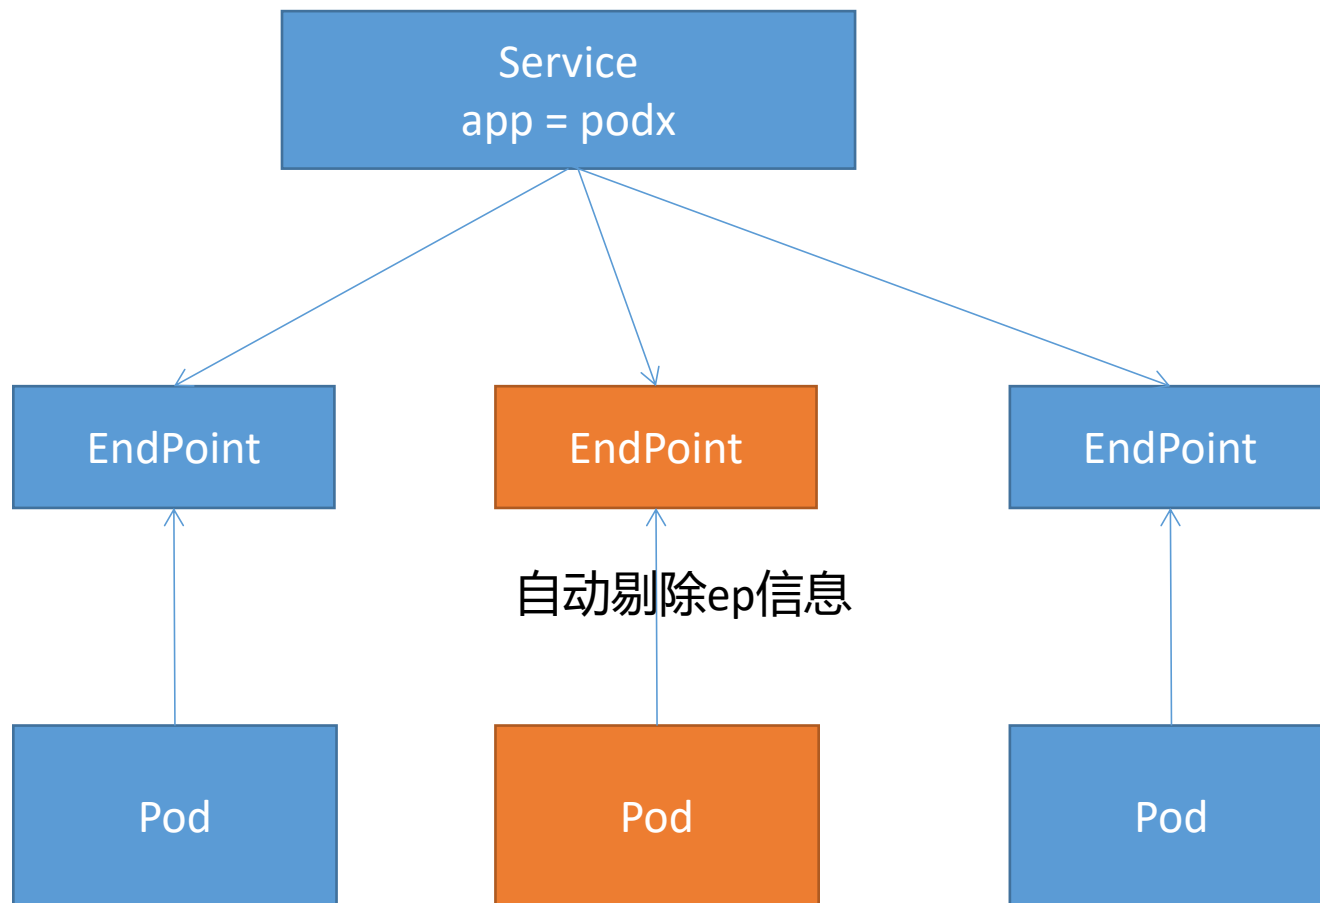 Service
app = podx
EndPoint
EndPoint
EndPoint
自动剔除ep信息
Pod
Pod
Pod